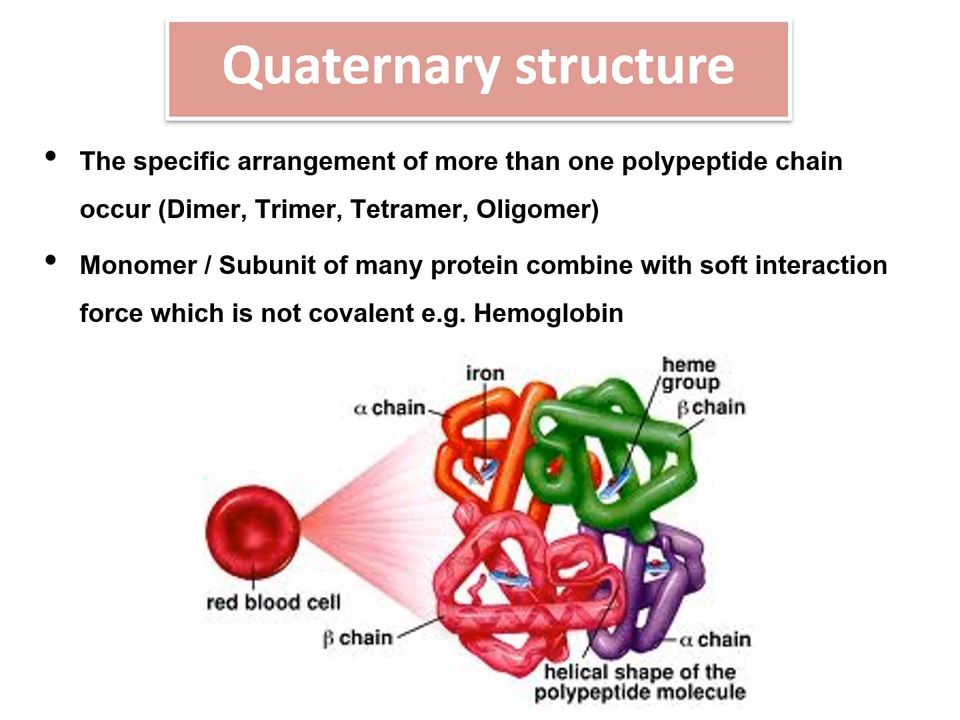 Quaternary structure
• The specific arrangement of more than one polypeptide chain
occur (Dimer, Trimer, Tetramer, Oligomer)
• Monomer / Subunit of many protein combine with soft interaction
force which is not covalent e.g. Hemoglobin
iron
heme
group
α chain
β chain
red blood cell
β chain
α chain
helical shape of the
polypeptide molecule